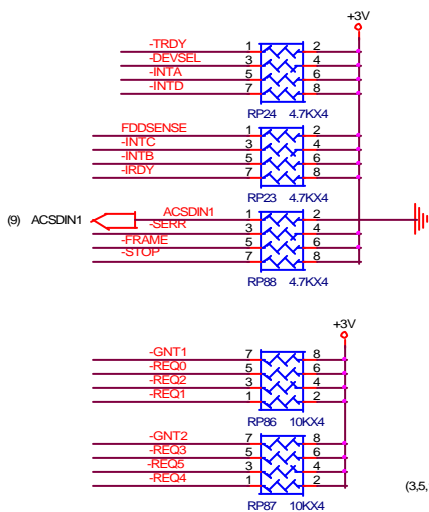 +3V
-TRDY 1 2
-DEVSEL 3 4
-INTA 5 6
-INTD 7 8
RP24 4.7KX4
FDDSENSE 1 2
-INTC 3 4
-INTB 5 6
-IRDY 7 8
RP23 4.7KX4
(9) ACSDIN1 ACSDIN1 1 2
-SERR 3 4
-FRAME 5 6
-STOP 7 8
RP88 4.7KX4
+3V
-GNT1 7 8
-REQ0 5 6
-REQ2 3 4
-REQ1 1 2
RP86 10KX4
-GNT2 7 8
-REQ3 5 6
-REQ5 3 4
-REQ4 1 2
(3,5,
RP87 10KX4